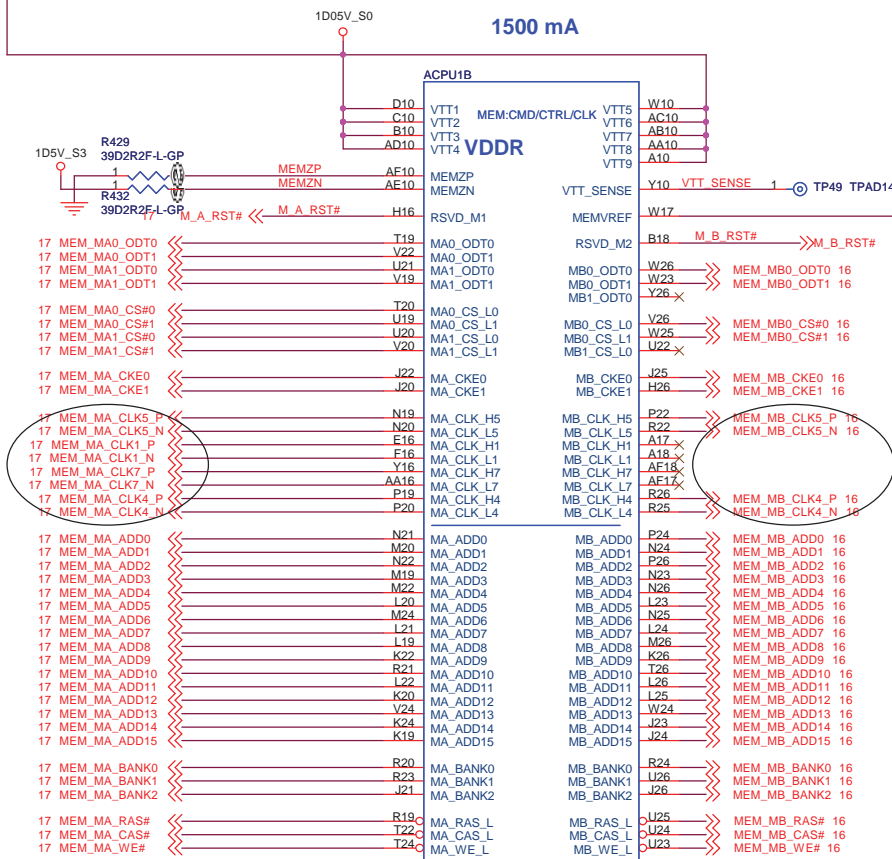 1D05V_S0
1500 mA
ACPU1B
D10 VTT1 MEM:CMD/CTRL/CLK VTT5 W10
C10 VTT2 VTT6 AC10
B10 VTT3 VTT7 AB10
AD10 VTT4 VDDR VTT8 AA10
VTT9 A10
R429
39D2R2F-L-GP
1D5V_S3
1 MEMZP AF10 MEMZP
1 MEMZN AE10 MEMZN VTT_SENSE Y10 VTT_SENSE 1 TP49 TPAD14
R432
39D2R2F-L-GP
17 M_A_RST# M_A_RST# H16 RSVD_M1 MEMVREF W17
17 MEM_MA0_ODT0 T19 MA0_ODT0 RSVD_M2 B18 M_B_RST# M_B_RST#
17 MEM_MA0_ODT1 V22 MA0_ODT1
17 MEM_MA1_ODT0 U21 MA1_ODT0 MB0_ODT0 W26 MEM_MB0_ODT0 16
17 MEM_MA1_ODT1 V19 MA1_ODT1 MB0_ODT1 W23 MEM_MB0_ODT1 16
MB1_ODT0 Y26
17 MEM_MA0_CS#0 T20 MA0_CS_L0
17 MEM_MA0_CS#1 U19 MA0_CS_L1 MB0_CS_L0 V26 MEM_MB0_CS#0 16
17 MEM_MA1_CS#0 U20 MA1_CS_L0 MB0_CS_L1 W25 MEM_MB0_CS#1 16
17 MEM_MA1_CS#1 V20 MA1_CS_L1 MB1_CS_L0 U22
17 MEM_MA_CKE0 J22 MA_CKE0 MB_CKE0 J25 MEM_MB_CKE0 16
17 MEM_MA_CKE1 J20 MA_CKE1 MB_CKE1 H26 MEM_MB_CKE1 16
17 MEM_MA_CLK5_P N19 MA_CLK_H5 MB_CLK_H5 P22 MEM_MB_CLK5_P 16
17 MEM_MA_CLK5_N N20 MA_CLK_L5 MB_CLK_L5 R22 MEM_MB_CLK5_N 16
17 MEM_MA_CLK1_P E16 MA_CLK_H1 MB_CLK_H1 A17
17 MEM_MA_CLK1_N F16 MA_CLK_L1 MB_CLK_L1 A18
17 MEM_MA_CLK7_P Y16 MA_CLK_H7 MB_CLK_H7 AF18
17 MEM_MA_CLK7_N AA16 MA_CLK_L7 MB_CLK_L7 AF17
17 MEM_MA_CLK4_P P19 MA_CLK_H4 MB_CLK_H4 R26 MEM_MB_CLK4_P 16
17 MEM_MA_CLK4_N P20 MA_CLK_L4 MB_CLK_L4 R25 MEM_MB_CLK4_N 16
17 MEM_MA_ADD0 N21 MA_ADD0 MB_ADD0 P24 MEM_MB_ADD0 16
17 MEM_MA_ADD1 M20 MA_ADD1 MB_ADD1 N24 MEM_MB_ADD1 16
17 MEM_MA_ADD2 N22 MA_ADD2 MB_ADD2 P26 MEM_MB_ADD2 16
17 MEM_MA_ADD3 M19 MA_ADD3 MB_ADD3 N23 MEM_MB_ADD3 16
17 MEM_MA_ADD4 M22 MA_ADD4 MB_ADD4 N26 MEM_MB_ADD4 16
17 MEM_MA_ADD5 L20 MA_ADD5 MB_ADD5 L23 MEM_MB_ADD5 16
17 MEM_MA_ADD6 M24 MA_ADD6 MB_ADD6 N25 MEM_MB_ADD6 16
17 MEM_MA_ADD7 L21 MA_ADD7 MB_ADD7 L24 MEM_MB_ADD7 16
17 MEM_MA_ADD8 L19 MA_ADD8 MB_ADD8 M26 MEM_MB_ADD8 16
17 MEM_MA_ADD9 K22 MA_ADD9 MB_ADD9 K26 MEM_MB_ADD9 16
17 MEM_MA_ADD10 R21 MA_ADD10 MB_ADD10 T26 MEM_MB_ADD10 16
17 MEM_MA_ADD11 L22 MA_ADD11 MB_ADD11 L26 MEM_MB_ADD11 16
17 MEM_MA_ADD12 K20 MA_ADD12 MB_ADD12 L25 MEM_MB_ADD12 16
17 MEM_MA_ADD13 V24 MA_ADD13 MB_ADD13 W24 MEM_MB_ADD13 16
17 MEM_MA_ADD14 K24 MA_ADD14 MB_ADD14 J23 MEM_MB_ADD14 16
17 MEM_MA_ADD15 K19 MA_ADD15 MB_ADD15 J24 MEM_MB_ADD15 16
17 MEM_MA_BANK0 R20 MA_BANK0 MB_BANK0 R24 MEM_MB_BANK0 16
17 MEM_MA_BANK1 R23 MA_BANK1 MB_BANK1 U26 MEM_MB_BANK1 16
17 MEM_MA_BANK2 J21 MA_BANK2 MB_BANK2 J26 MEM_MB_BANK2 16
17 MEM_MA_RAS# R19 MA_RAS_L MB_RAS_L U25 MEM_MB_RAS# 16
17 MEM_MA_CAS# T22 MA_CAS_L MB_CAS_L U24 MEM_MB_CAS# 16
17 MEM_MA_WE# T24 MA_WE_L MB_WE_L U23 MEM_MB_WE# 16